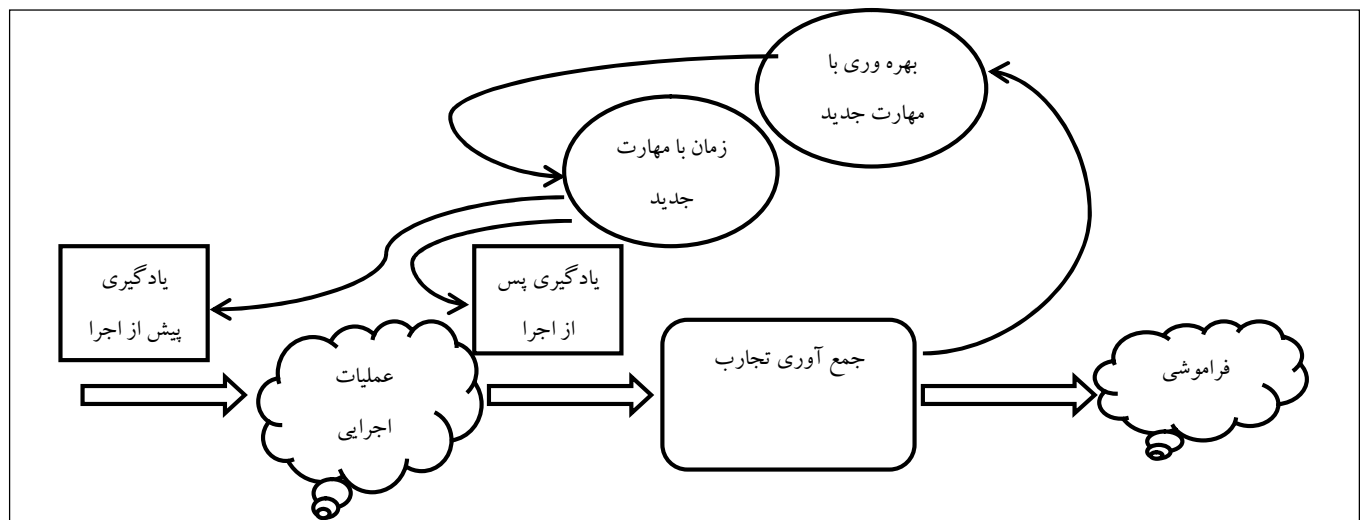 بهره وری با
مهارت جدید
زمان با مهارت
جدید
یادگیری پس
از اجرا
یادگیری
پیش از اجرا
فراموشی
جمع آوری تجارب
عملیات
اجرایی